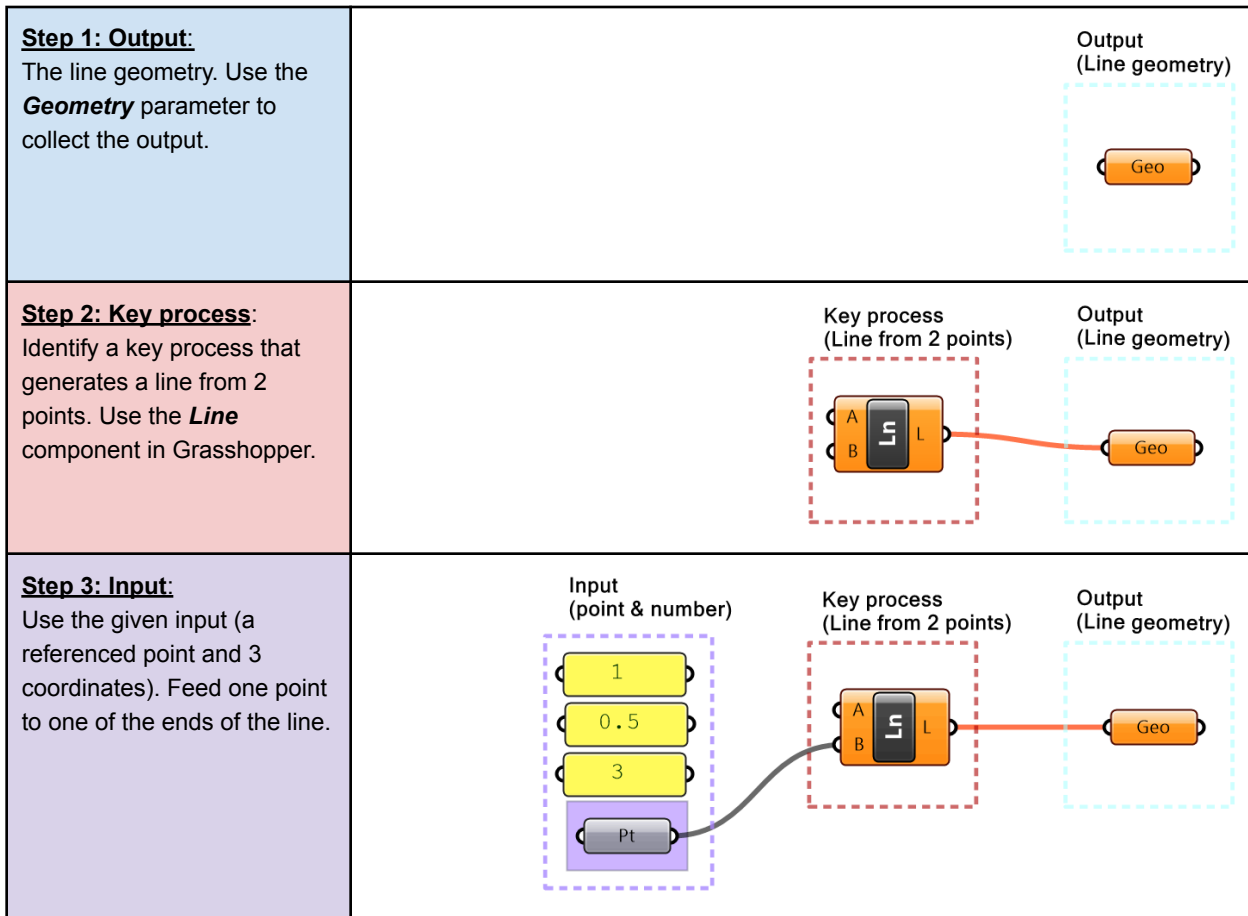 Step 1: Output:
The line geometry. Use the
Geometry parameter to
collect the output.
Output
(Line geometry)
Geo
Step 2: Key process:
Identify a key process that
generates a line from 2
points. Use the Line
component in Grasshopper.
Key process
(Line from 2 points)
A
B
Ln
L
Output
(Line geometry)
Geo
Step 3: Input:
Use the given input (a
referenced point and 3
coordinates). Feed one point
to one of the ends of the line.
Input
(point & number)
1
0.5
3
Pt
Key process
(Line from 2 points)
A
B
Ln
L
Output
(Line geometry)
Geo